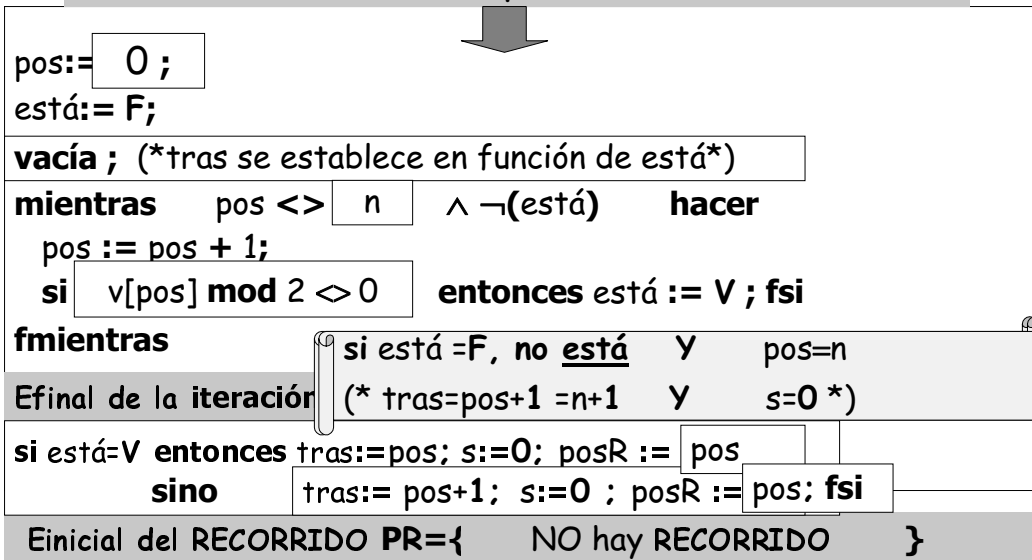 pos:= 0 ;
está:= F;
vacía ; (*tras se establece en función de está*)
mientras pos <> n ∧ ¬(está) hacer
pos := pos + 1;
si v[pos] mod 2 <> 0 entonces está := V ; fsi
fmientras
si está =F, no está Y pos=n
Efinal de la iteración
(* tras=pos+1 =n+1 Y s=0 *)
si está=V entonces tras:=pos; s:=0; posR := pos
sino tras:= pos+1; s:=0 ; posR := pos; fsi
Einicial del RECORRIDO PR={ NO hay RECORRIDO }